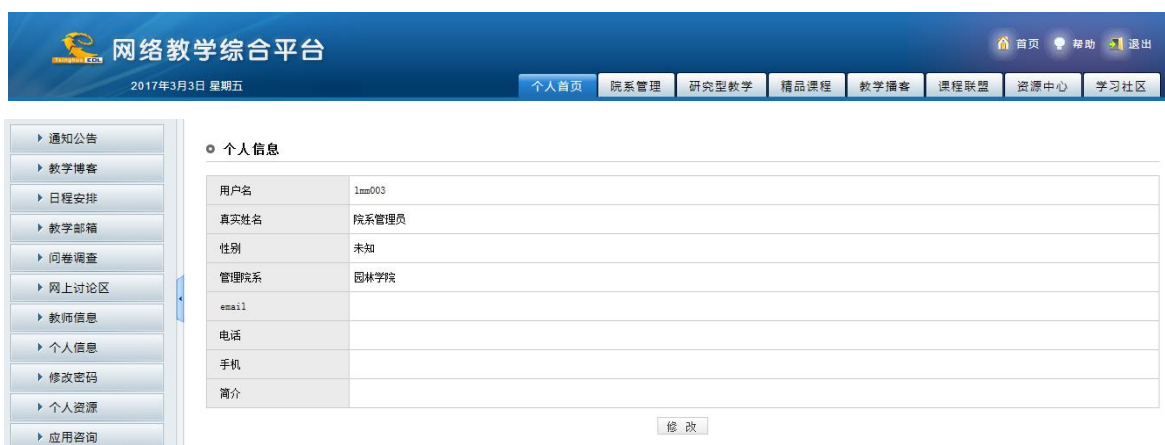 网络教学综合平台
首页 帮助 退出
2017年3月3日 星期五
个人首页 院系管理 研究型教学 精品课程 教学播客 课程联盟 资源中心 学习社区
通知公告
教学博客
日程安排
教学邮箱
问卷调查
网上讨论区
教师信息
个人信息
修改密码
个人资源
应用咨询
个人信息
用户名 lmm003
真实姓名 院系管理员
性别 未知
管理院系 园林学院
email
电话
手机
简介
修 改